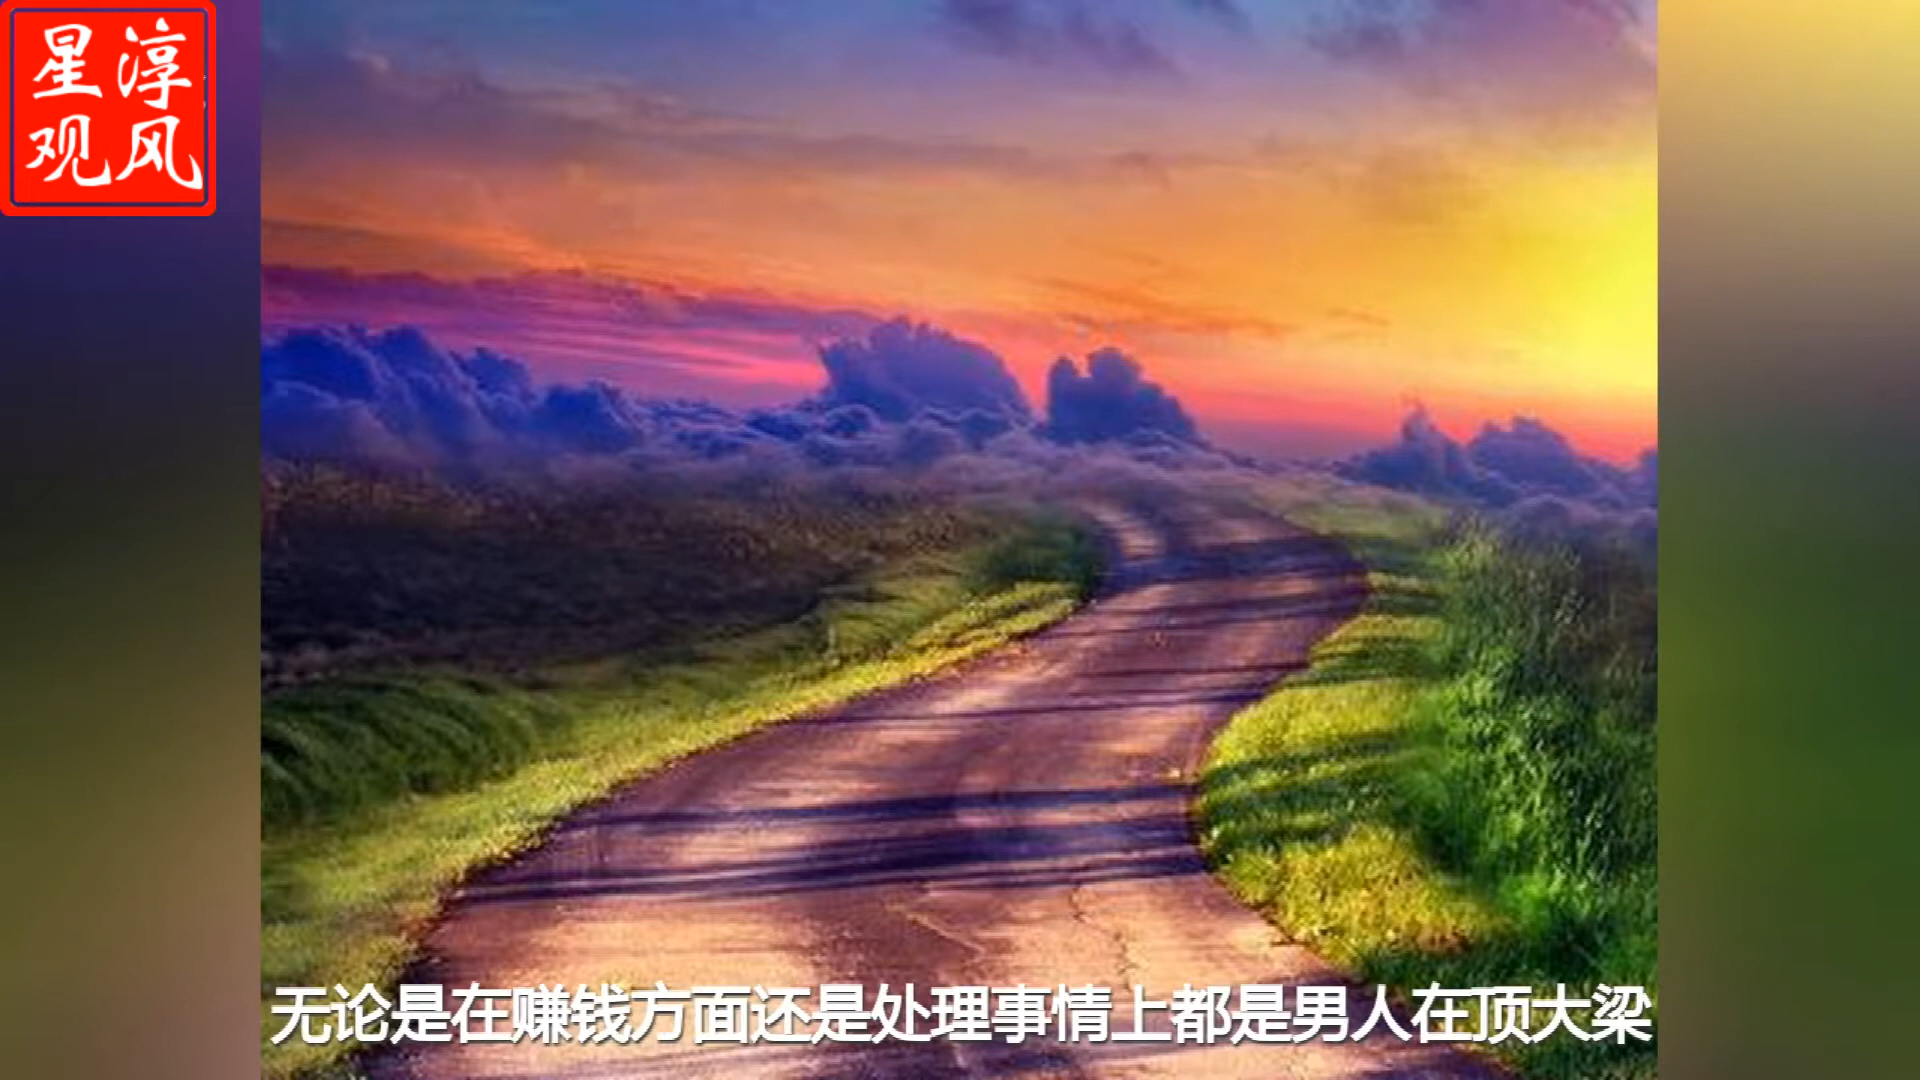 星淳
观风
无论是在赚钱方面还是处理事情上都是男人在顶大梁